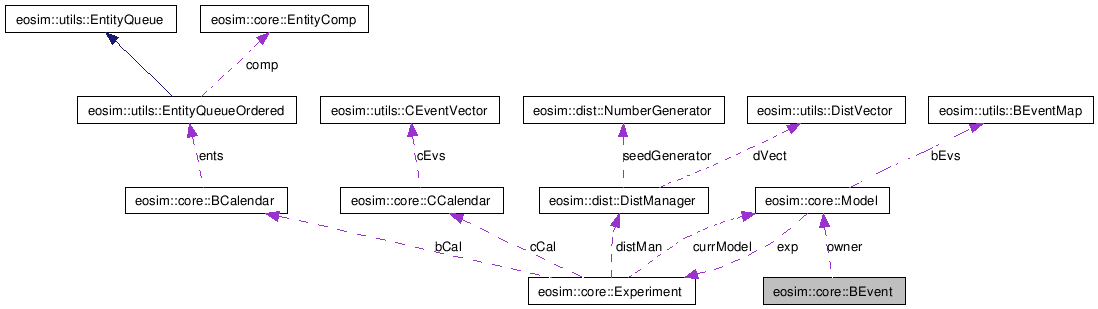 eosim::utils::EntityQueue
eosim::core::EntityComp
comp
eosim::utils::EntityQueueOrdered
eosim::utils::CEventVector
eosim::dist::NumberGenerator
eosim::utils::DistVector
eosim::utils::BEventMap
ents
cEvs
seedGenerator
dVect
bEvs
eosim::core::BCalendar
eosim::core::CCalendar
eosim::dist::DistManager
eosim::core::Model
bCal
cCal
distMan
currModel
exp
owner
eosim::core::Experiment
eosim::core::BEvent